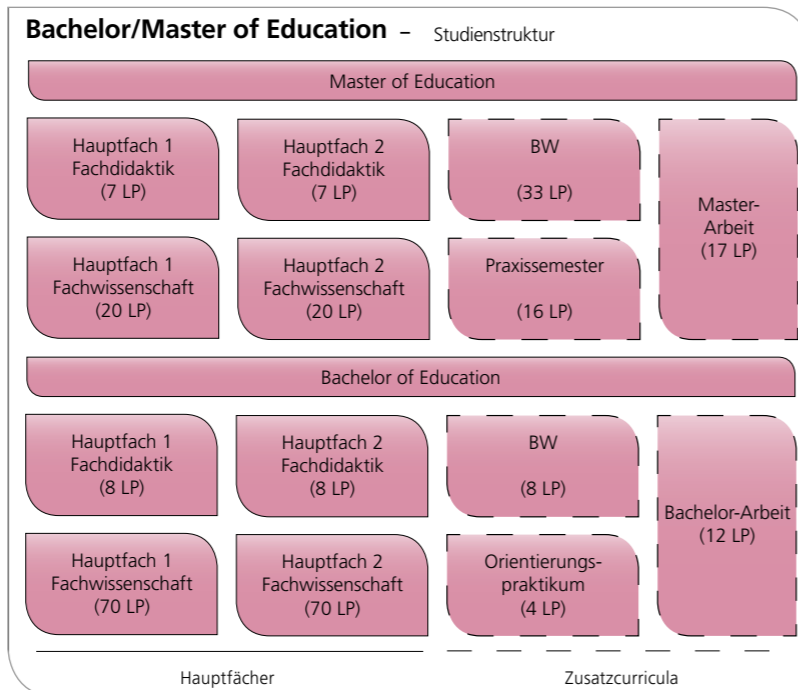 Bachelor/Master of Education – Studienstruktur
Master of Education
Hauptfach 1
Fachdidaktik
(7 LP)
Hauptfach 2
Fachdidaktik
(7 LP)
BW
(33 LP)
Master-
Arbeit
(17 LP)
Hauptfach 1
Fachwissenschaft
(20 LP)
Hauptfach 2
Fachwissenschaft
(20 LP)
Praxissemester
(16 LP)
Bachelor of Education
Hauptfach 1
Fachdidaktik
(8 LP)
Hauptfach 2
Fachdidaktik
(8 LP)
BW
(8 LP)
Bachelor-Arbeit
(12 LP)
Hauptfach 1
Fachwissenschaft
(70 LP)
Hauptfach 2
Fachwissenschaft
(70 LP)
Orientierungs-
praktikum
(4 LP)
Hauptfächer
Zusatzcurricula